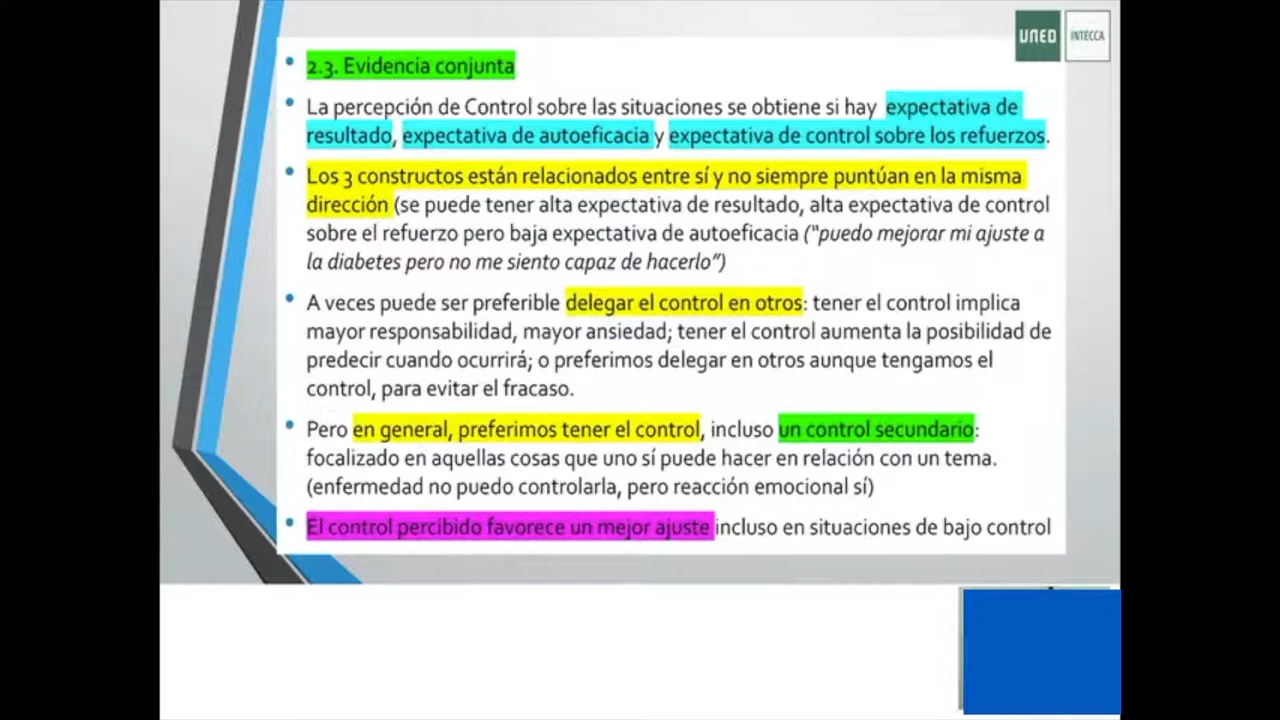 UNED
INTECCA
• 2.3. Evidencia conjunta
• La percepción de Control sobre las situaciones se obtiene si hay expectativa de
resultado, expectativa de autoeficacia y expectativa de control sobre los refuerzos.
• Los 3 constructos están relacionados entre sí y no siempre puntúan en la misma
dirección (se puede tener alta expectativa de resultado, alta expectativa de control
sobre el refuerzo pero baja expectativa de autoeficacia ("puedo mejorar mi ajuste a
la diabetes pero no me siento capaz de hacerlo")
• A veces puede ser preferible delegar el control en otros: tener el control implica
mayor responsabilidad, mayor ansiedad; tener el control aumenta la posibilidad de
predecir cuando ocurrirá; o preferimos delegar en otros aunque tengamos el
control, para evitar el fracaso.
• Pero en general, preferimos tener el control, incluso un control secundario:
focalizado en aquellas cosas que uno sí puede hacer en relación con un tema.
(enfermedad no puedo controlarla, pero reacción emocional sí)
• El control percibido favorece un mejor ajuste incluso en situaciones de bajo control